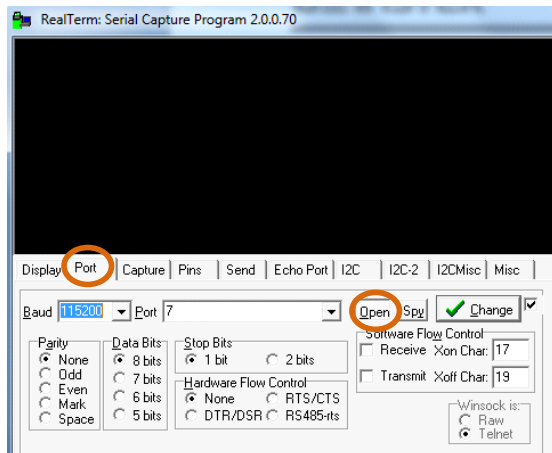 RealTerm: Serial Capture Program 2.0.0.70
Display Port Capture Pins Send Echo Port I2C I2C-2 I2CMisc Misc
Baud 115200 Port 7 Open Spy Change
Parity
None
Odd
Even
Mark
Space
Data Bits
8 bits
7 bits
6 bits
5 bits
Stop Bits
1 bit 2 bits
Hardware Flow Control
None RTS/CTS
DTR/DSR RS485-rts
Software Flow Control
Receive Xon Char: 17
Transmit Xoff Char: 19
Winsock is:
Raw
Telnet